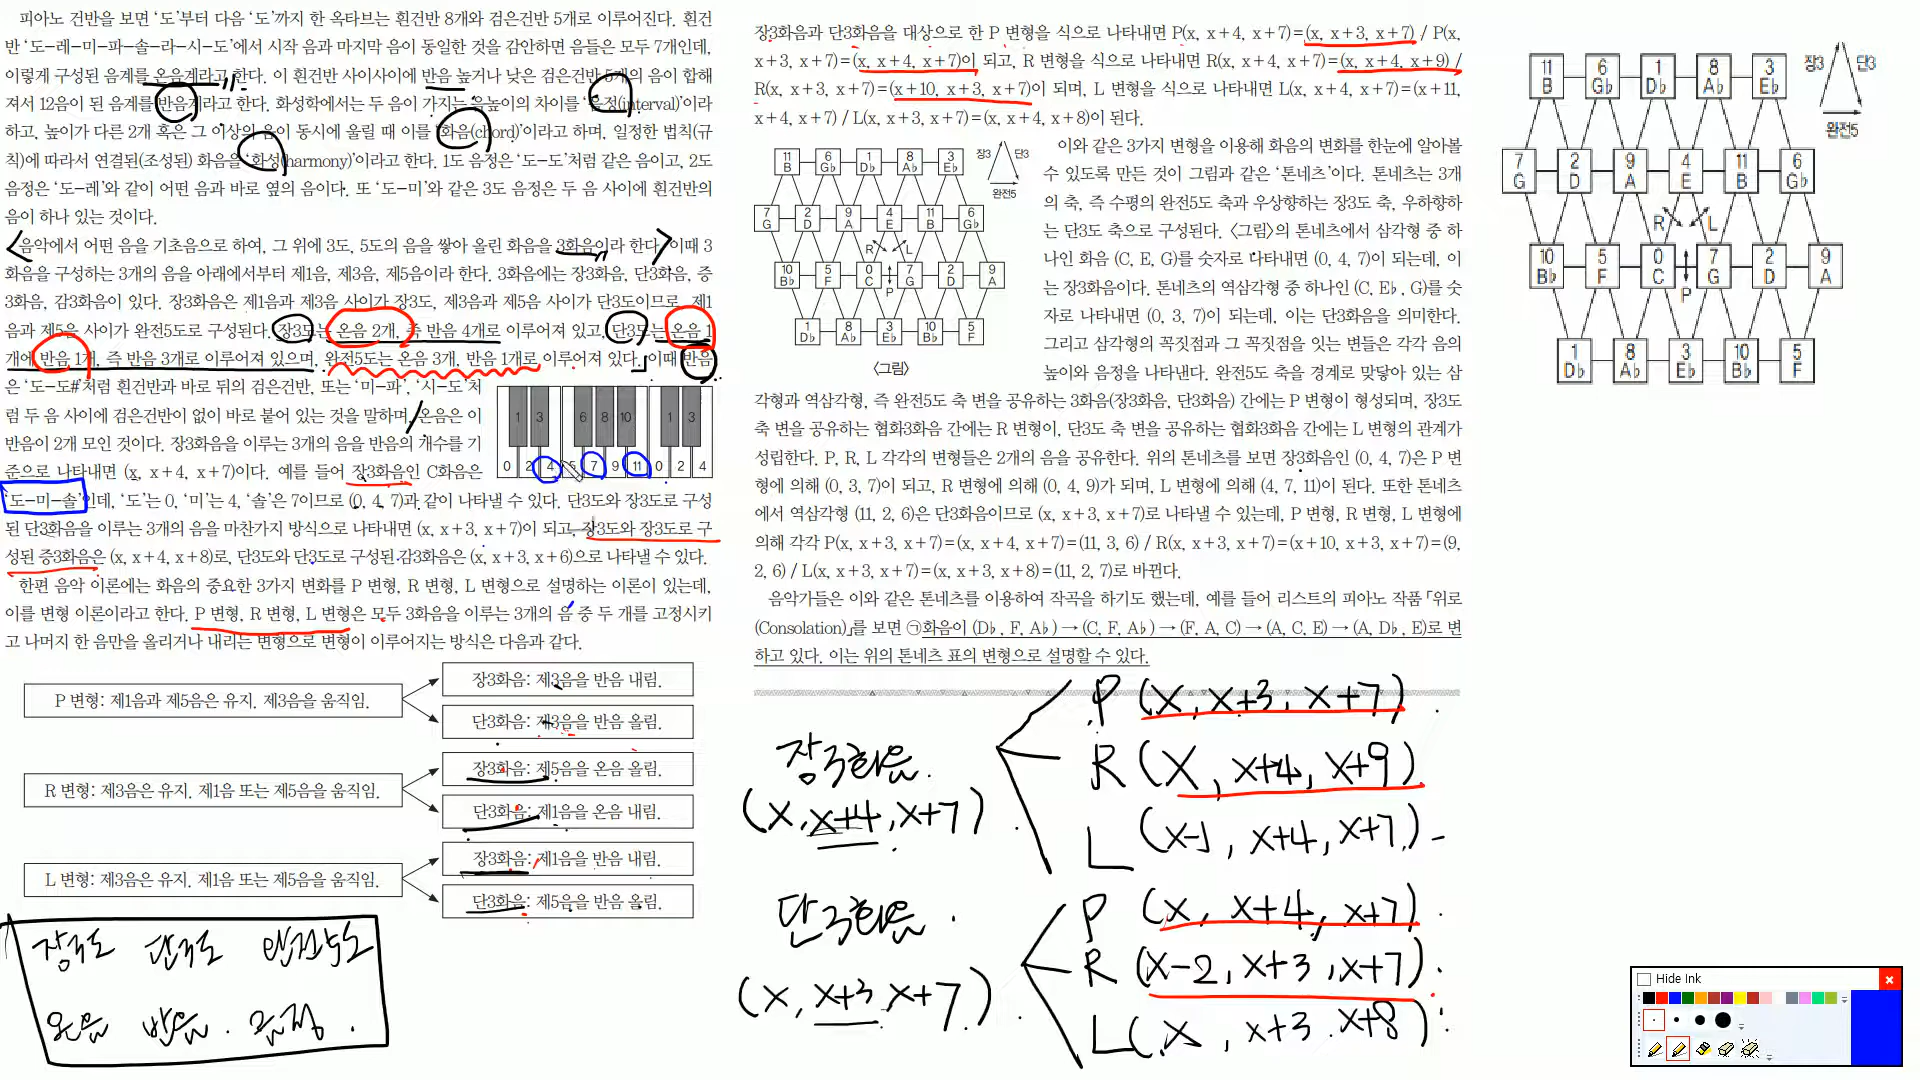 피아노 건반을 보면 '도'부터 다음 '도'까지 한 옥타브는 흰건반 8개와 검은건반 5개로 이루어진다. 흰건
반 '도-레-미-파-솔-라-시-도'에서 시작 음과 마지막 음이 동일한 것을 감안하면 음들은 모두 7개인데,
이렇게 구성된 음계를 온음계라고 한다. 이 흰건반 사이사이에 반음 높거나 낮은 검은건반 5개의 음이 합해
져서 12음이 된 음계를 반음계라고 한다. 화성학에서는 두 음이 가지는 음높이의 차이를 '음정(interval)'이라
하고, 높이가 다른 2개 혹은 그 이상의 음이 동시에 울릴 때 이를 '화음(chord)'이라고 하며, 일정한 법칙(규
칙)에 따라서 연결된(조성된) 화음을 '화성(harmony)'이라고 한다. 1도 음정은 '도-도'처럼 같은 음이고, 2도
음정은 '도-레'와 같이 어떤 음과 바로 옆의 음이다. 또 '도-미'와 같은 3도 음정은 두 음 사이에 흰건반의
음이 하나 있는 것이다.
음악에서 어떤 음을 기초음으로 하여, 그 위에 3도, 5도의 음을 쌓아 올린 화음을 3화음이라 한다. 이때 3
화음을 구성하는 3개의 음을 아래에서부터 제1음, 제3음, 제5음이라 한다. 3화음에는 장3화음, 단3화음, 증
3화음, 감3화음이 있다. 장3화음은 제1음과 제3음 사이가 장3도, 제3음과 제5음 사이가 단3도이므로, 제1
음과 제5음 사이가 완전5도로 구성된다. 장3도는 온음 2개, 즉 반음 4개로 이루어져 있고, 단3도는 온음 1
개에 반음 1개, 즉 반음 3개로 이루어져 있으며, 완전5도는 온음 3개, 반음 1개로 이루어져 있다. 이때 반음
은 '도-도#'처럼 흰건반과 바로 뒤의 검은건반, 또는 '미-파', '시-도'처
럼 두 음 사이에 검은건반이 없이 바로 붙어 있는 것을 말하며, 온음은 이
반음이 2개 모인 것이다. 장3화음을 이루는 3개의 음을 반음의 개수를 기
준으로 나타내면 (x, x+4, x+7)이다. 예를 들어 장3화음인 C화음은
'도-미-솔'인데, '도'는 0, '미'는 4, '솔'은 7이므로 (0, 4, 7)과 같이 나타낼 수 있다. 단3도와 장3도로 구성
된 단3화음을 이루는 3개의 음을 마찬가지 방식으로 나타내면 (x, x+3, x+7)이 되고, 장3도와 장3도로 구
성된 증3화음은 (x, x+4, x+8)로, 단3도와 단3도로 구성된 감3화음은 (x, x+3, x+6)으로 나타낼 수 있다.
1 3 6 8 10 1 3
0 2 4 5 7 9 11 0 2 4
한편 음악 이론에는 화음의 중요한 3가지 변화를 P 변형, R 변형, L 변형으로 설명하는 이론이 있는데,
이를 변형 이론이라고 한다. P 변형, R 변형, L 변형은 모두 3화음을 이루는 3개의 음 중 두 개를 고정시키
고 나머지 한 음만을 올리거나 내리는 변형으로 변형이 이루어지는 방식은 다음과 같다.
P 변형: 제1음과 제5음은 유지, 제3음을 움직임.
장3화음: 제3음을 반음 내림.
단3화음: 제3음을 반음 올림.
R 변형: 제3음은 유지, 제1음 또는 제5음을 움직임.
장3화음: 제5음을 온음 올림.
단3화음: 제1음을 온음 내림.
L 변형: 제3음은 유지, 제1음 또는 제5음을 움직임.
장3화음: 제1음을 반음 내림.
단3화음: 제5음을 반음 올림.
장3도 단3도 완전5도
온음 반음 . 음정 .
장3화음과 단3화음을 대상으로 한 P 변형을 식으로 나타내면 P(x, x+4, x+7)=(x, x+3, x+7) / P(x,
x+3, x+7)=(x, x+4, x+7)이 되고, R 변형을 식으로 나타내면 R(x, x+4, x+7)=(x, x+4, x+9) /
R(x, x+3, x+7)=(x+10, x+3, x+7)이 되며, L 변형을 식으로 나타내면 L(x, x+4, x+7)=(x+11,
x+4, x+7) / L(x, x+3, x+7)=(x, x+4, x+8)이 된다.
이와 같은 3가지 변형을 이용해 화음의 변화를 한눈에 알아볼
수 있도록 만든 것이 그림과 같은 '톤네츠'이다. 톤네츠는 3개
의 축, 즉 수평의 완전5도 축과 우상향하는 장3도 축, 우하향하
는 단3도 축으로 구성된다. 〈그림〉의 톤네츠에서 삼각형 중 하
나인 화음 (C, E, G)를 숫자로 나타내면 (0, 4, 7)이 되는데, 이
는 장3화음이다. 톤네츠의 역삼각형 중 하나인 (C, E♭, G)를 숫
자로 나타내면 (0, 3, 7)이 되는데, 이는 단3화음을 의미한다.
그리고 삼각형의 꼭짓점과 그 꼭짓점을 잇는 변들은 각각 음의
높이와 음정을 나타낸다. 완전5도 축을 경계로 맞닿아 있는 삼
각형과 역삼각형, 즉 완전5도 축 변을 공유하는 3화음(장3화음, 단3화음) 간에는 P 변형이 형성되며, 장3도
축 변을 공유하는 협화3화음 간에는 R 변형이, 단3도 축 변을 공유하는 협화3화음 간에는 L 변형의 관계가
성립한다. P, R, L 각각의 변형들은 2개의 음을 공유한다. 위의 톤네츠를 보면 장3화음인 (0, 4, 7)은 P 변
형에 의해 (0, 3, 7)이 되고, R 변형에 의해 (0, 4, 9)가 되며, L 변형에 의해 (4, 7, 11)이 된다. 또한 톤네츠
에서 역삼각형 (11, 2, 6)은 단3화음이므로 (x, x+3, x+7)로 나타낼 수 있는데, P 변형, R 변형, L 변형에
의해 각각 P(x, x+3, x+7)=(x, x+4, x+7)=(11, 3, 6) / R(x, x+3, x+7)=(x+10, x+3, x+7)=(9,
2, 6) / L(x, x+3, x+7)=(x, x+3, x+8)=(11, 2, 7)로 바뀐다.
음악가들은 이와 같은 톤네츠를 이용하여 작곡을 하기도 했는데, 예를 들어 리스트의 피아노 작품 「위로
(Consolation)」를 보면 ㉠화음이 (D♭, F, A♭) → (C, F, A♭) → (F, A, C) → (A, C, E) → (A, D♭, E)로 변
하고 있다. 이는 위의 톤네츠 표의 변형으로 설명할 수 있다.
11 B 6 G♭ 1 D♭ 8 A♭ 3 E♭
장3 단3 완전5
7 G 2 D 9 A 4 E 11 B 6 G♭
R L
10 B♭ 5 F 0 C 7 G 2 D 9 A
P
1 D♭ 8 A♭ 3 E♭ 10 B♭ 5 F
〈그림〉
장3화음.
(x, x+4, x+7)
P (x, x+3, x+7)
R (x, x+4, x+9)
L (x-1, x+4, x+7)
단3화음
(x, x+3, x+7)
P (x, x+4, x+7)
R (x-2, x+3, x+7)
L (x, x+3, x+8)
11 B 6 G♭ 1 D♭ 8 A♭ 3 E♭
장3 단3 완전5
7 G 2 D 9 A 4 E 11 B 6 G♭
R L
10 B♭ 5 F 0 C 7 G 2 D 9 A
P
1 D♭ 8 A♭ 3 E♭ 10 B♭ 5 F
Hide Ink